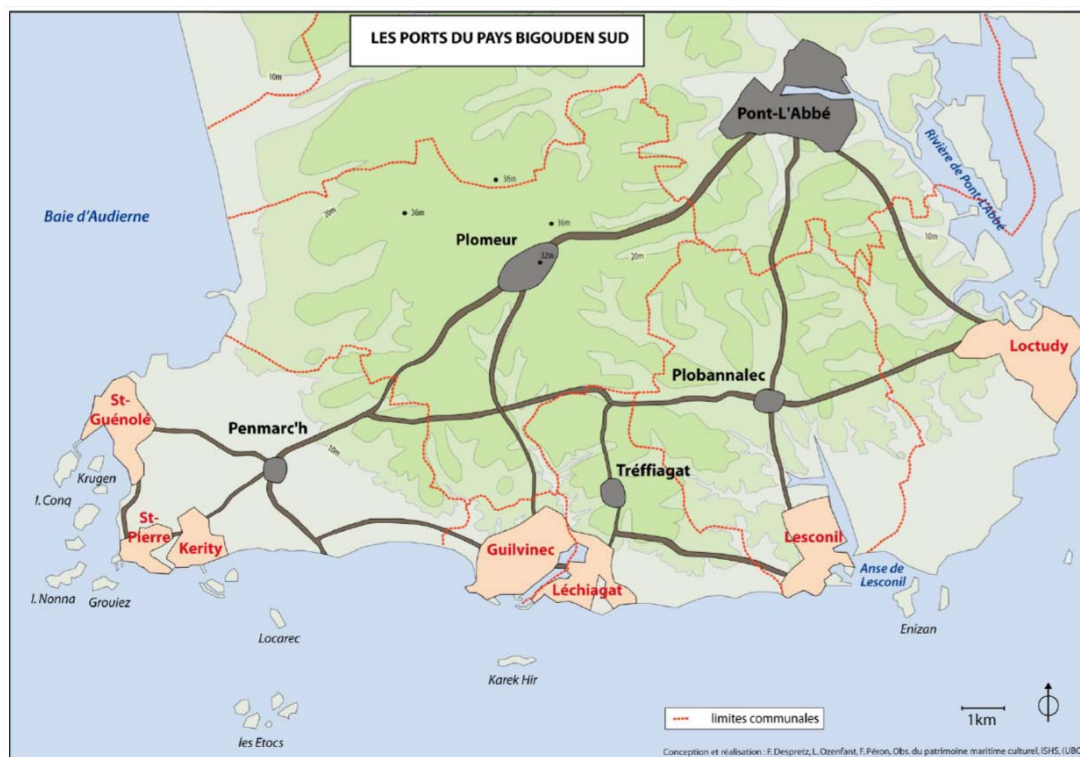 LES PORTS DU PAYS BIGOUDEN SUD
10m
Pont-L'Abbé
Rivière de Pont-L'Abbé
36m
36m
20m
36m
Baie d'Audierne
Plomeur
32m
20m
10m
Loctudy
Plobannalec
St-
Guénolé
Penmarc'h
10m
Krugen
I. Conq
Tréffiagat
St-
Pierre
Kerity
Guilvinec
Lesconil
Léchiagat
Anse de
Lesconil
I. Nonna
Grouiez
Locarec
Enizan
Karek Hir
les Etocs
limites communales
1km
Conception et réalisation : F. Despretz, L. Ozenfant, F. Péron, Obs. du patrimoine maritime culturel, ISHS, (UBO